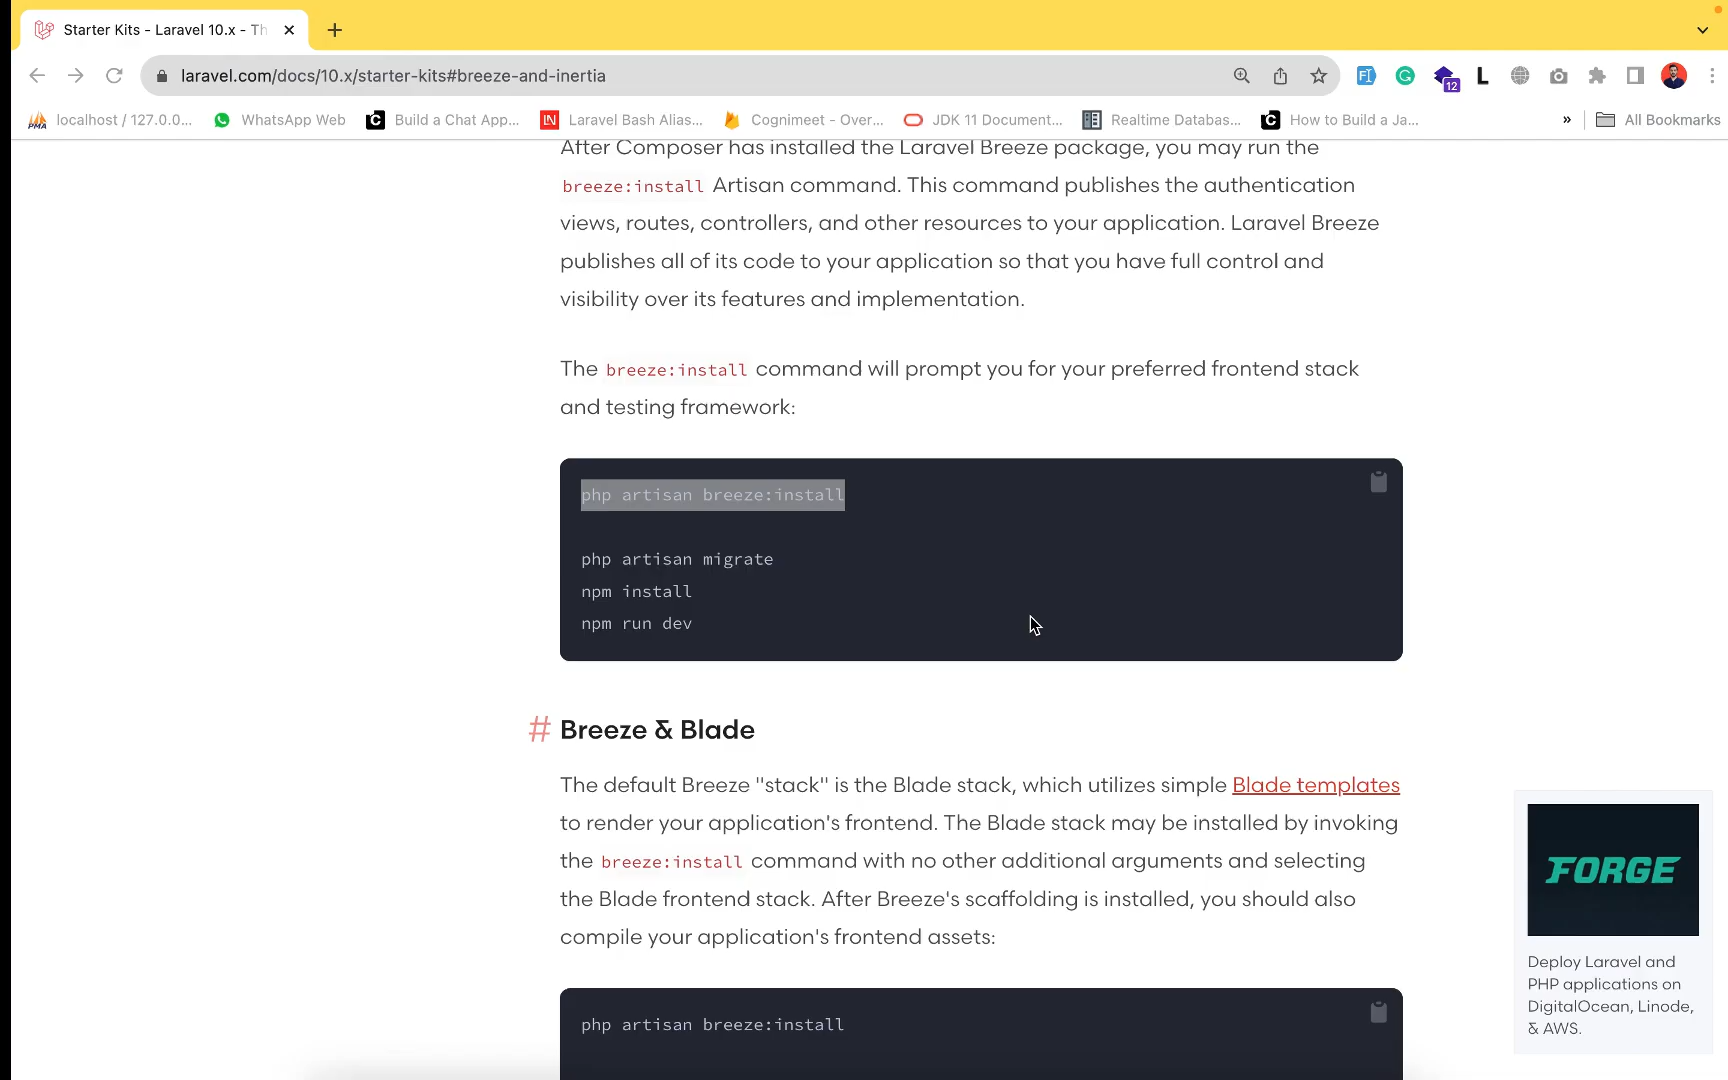 Starter Kits - Laravel 10.x - Th
laravel.com/docs/10.x/starter-kits#breeze-and-inertia
12
L
PMA
localhost / 127.0.0...
WhatsApp Web
Build a Chat App...
LN
Laravel Bash Alias...
Cognimeet - Over...
JDK 11 Document...
Realtime Databas...
How to Build a Ja...
»
All Bookmarks
After Composer has installed the Laravel Breeze package, you may run the
breeze:install Artisan command. This command publishes the authentication
views, routes, controllers, and other resources to your application. Laravel Breeze
publishes all of its code to your application so that you have full control and
visibility over its features and implementation.
The breeze:install command will prompt you for your preferred frontend stack
and testing framework:
php artisan breeze:install
php artisan migrate
npm install
npm run dev
# Breeze & Blade
The default Breeze "stack" is the Blade stack, which utilizes simple Blade templates
to render your application's frontend. The Blade stack may be installed by invoking
the breeze:install command with no other additional arguments and selecting
the Blade frontend stack. After Breeze's scaffolding is installed, you should also
compile your application's frontend assets:
php artisan breeze:install
FORGE
Deploy Laravel and
PHP applications on
DigitalOcean, Linode,
& AWS.